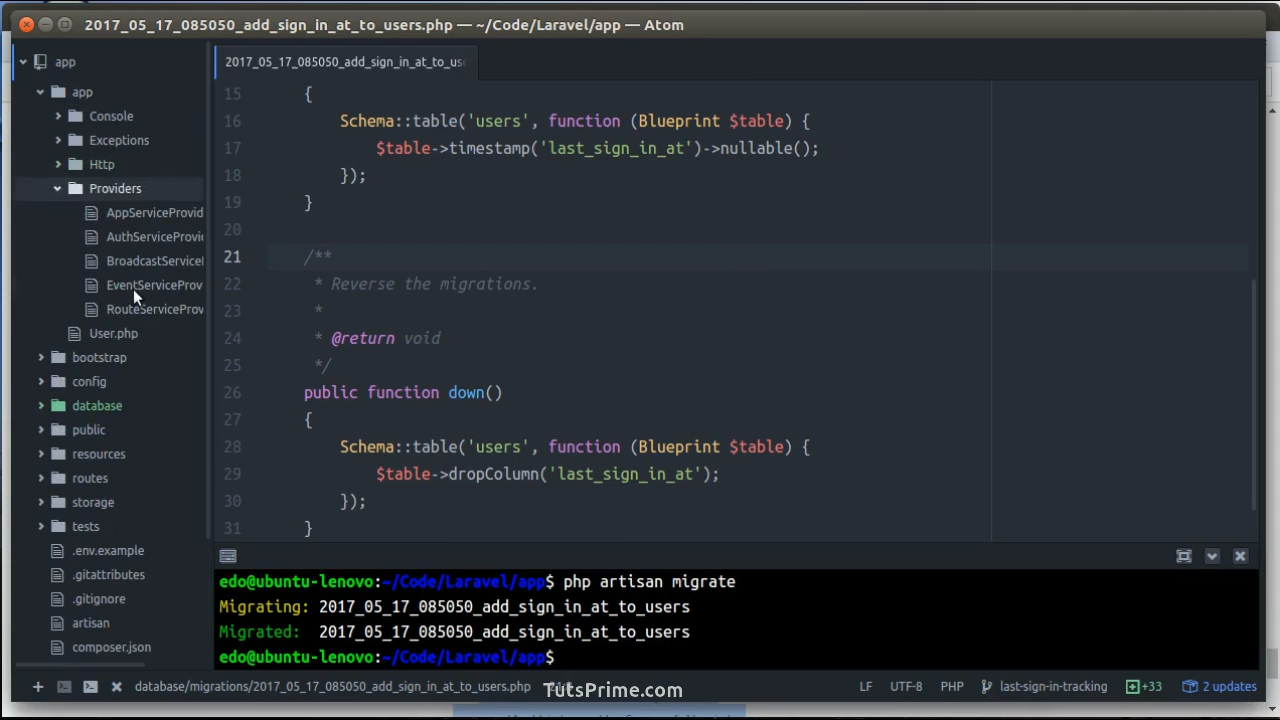 2017_05_17_085050_add_sign_in_at_to_users.php — ~/Code/Laravel/app — Atom
app
app
Console
Exceptions
Http
Providers
AppServiceProvid
AuthServiceProvi
BroadcastService
EventServiceProv
RouteServiceProv
User.php
bootstrap
config
database
public
resources
routes
storage
tests
.env.example
.gitattributes
.gitignore
artisan
composer.json
2017_05_17_085050_add_sign_in_at_to_us
15 {
16 Schema::table('users', function (Blueprint $table) {
17 $table->timestamp('last_sign_in_at')->nullable();
18 });
19 }
20
21 /**
22 * Reverse the migrations.
23 *
24 * @return void
25 */
26 public function down()
27 {
28 Schema::table('users', function (Blueprint $table) {
29 $table->dropColumn('last_sign_in_at');
30 });
31 }
edo@ubuntu-lenovo:~/Code/Laravel/app$ php artisan migrate
Migrating: 2017_05_17_085050_add_sign_in_at_to_users
Migrated: 2017_05_17_085050_add_sign_in_at_to_users
edo@ubuntu-lenovo:~/Code/Laravel/app$
database/migrations/2017_05_17_085050_add_sign_in_at_to_users.php
TutsPrime.com
LF UTF-8 PHP last-sign-in-tracking +33 2 updates